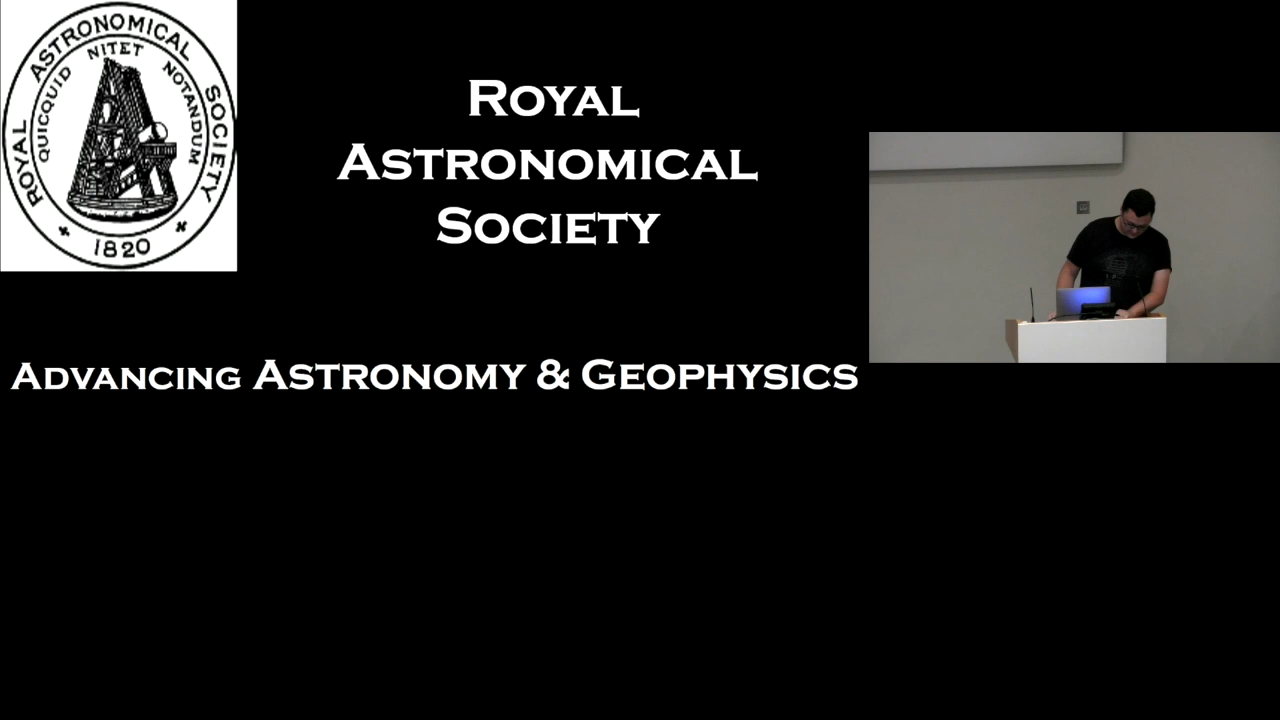 ROYAL ASTRONOMICAL SOCIETY
QUICQUID NITET NOTANDUM
1820
ROYAL
ASTRONOMICAL
SOCIETY
ADVANCING ASTRONOMY & GEOPHYSICS